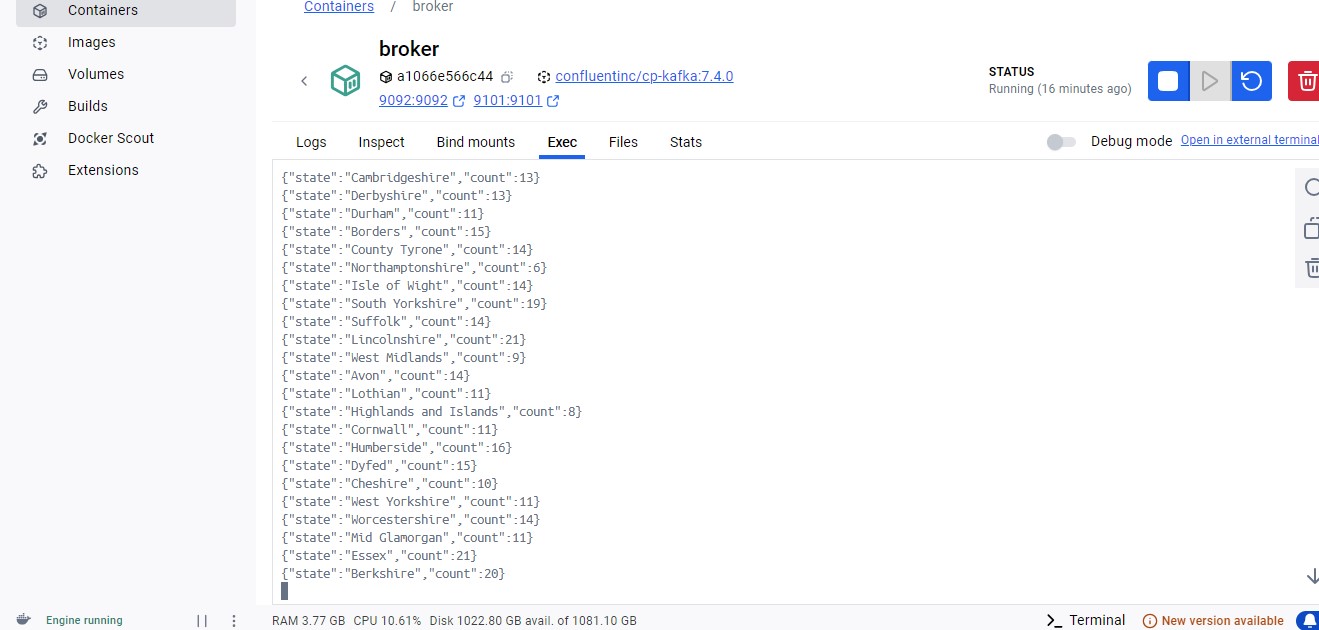 Containers
Images
Volumes
Builds
Docker Scout
Extensions
Containers / broker
broker
a1066e566c44 confluentinc/cp-kafka:7.4.0
9092:9092 9101:9101
STATUS
Running (16 minutes ago)
Logs Inspect Bind mounts Exec Files Stats
Debug mode Open in external terminal
{"state":"Cambridgeshire","count":13}
{"state":"Derbyshire","count":13}
{"state":"Durham","count":11}
{"state":"Borders","count":15}
{"state":"County Tyrone","count":14}
{"state":"Northamptonshire","count":6}
{"state":"Isle of Wight","count":14}
{"state":"South Yorkshire","count":19}
{"state":"Suffolk","count":14}
{"state":"Lincolnshire","count":21}
{"state":"West Midlands","count":9}
{"state":"Avon","count":14}
{"state":"Lothian","count":11}
{"state":"Highlands and Islands","count":8}
{"state":"Cornwall","count":11}
{"state":"Humberside","count":16}
{"state":"Dyfed","count":15}
{"state":"Cheshire","count":10}
{"state":"West Yorkshire","count":11}
{"state":"Worcestershire","count":14}
{"state":"Mid Glamorgan","count":11}
{"state":"Essex","count":21}
{"state":"Berkshire","count":20}
Engine running
RAM 3.77 GB CPU 10.61% Disk 1022.80 GB avail. of 1081.10 GB
Terminal New version available